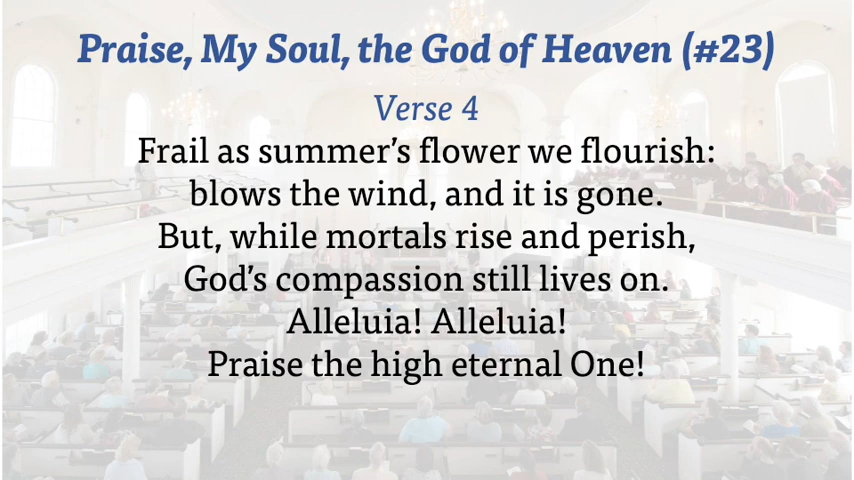 Praise, My Soul, the God of Heaven (#23)
Verse 4
Frail as summer’s flower we flourish:
blows the wind, and it is gone.
But, while mortals rise and perish,
God’s compassion still lives on.
Alleluia! Alleluia!
Praise the high eternal One!